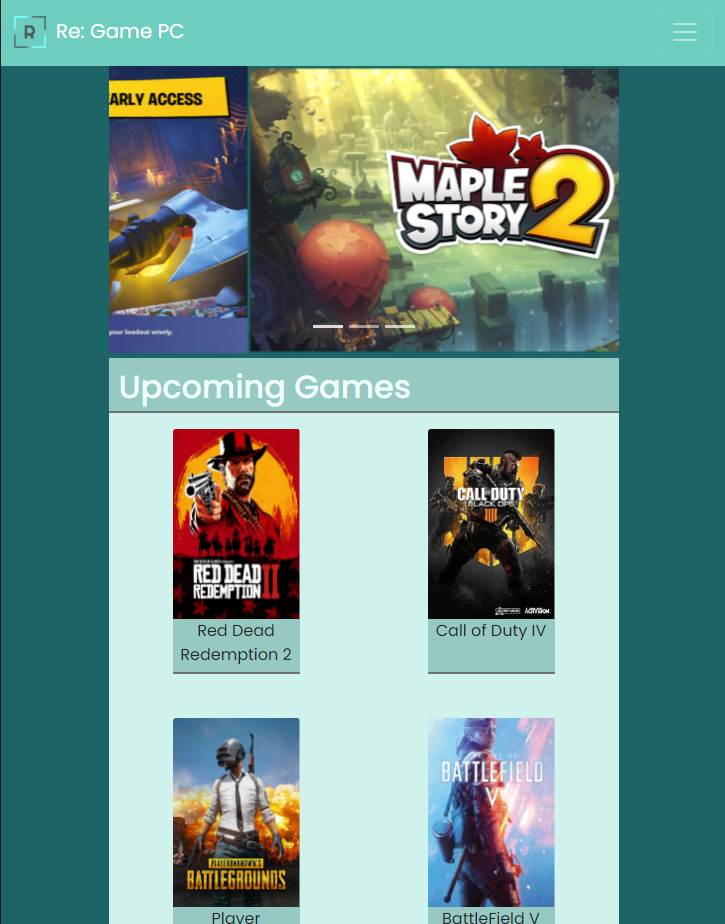 R
Re: Game PC
ARLY ACCESS
MAPLE
STORY 2
your loadout wisely.
Upcoming Games
RED DEAD
REDEMPTION II
CALL OF DUTY
BLACK OPS
IIII
ACTIVISION
Red Dead
Redemption 2
Call of Duty IV
PLAYERUNKNOWN'S
BATTLEGROUNDS
BATTLEFIELD
V
Player
BattleField V